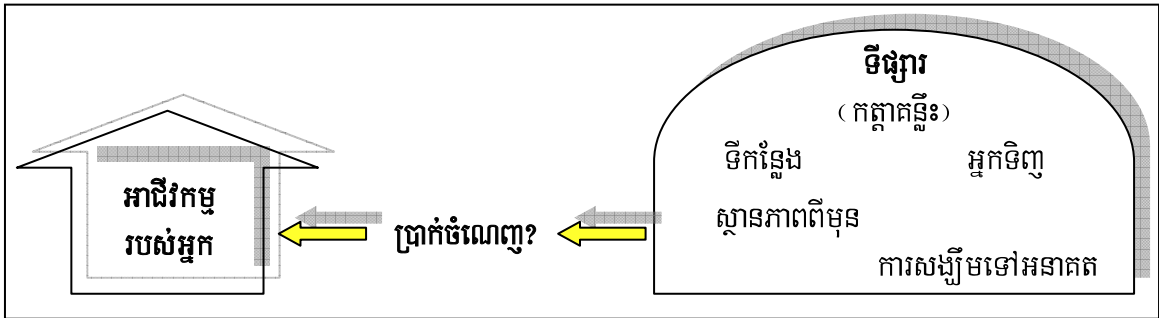 ទីផ្សារ
( កត្តាគន្លឹះ)
ទីកន្លែង អ្នកទិញ
ស្ថានភាពពីមុន
ការសង្ឃឹមទៅអនាគត
ប្រាក់ចំណេញ?
អាជីវកម្ម
របស់អ្នក